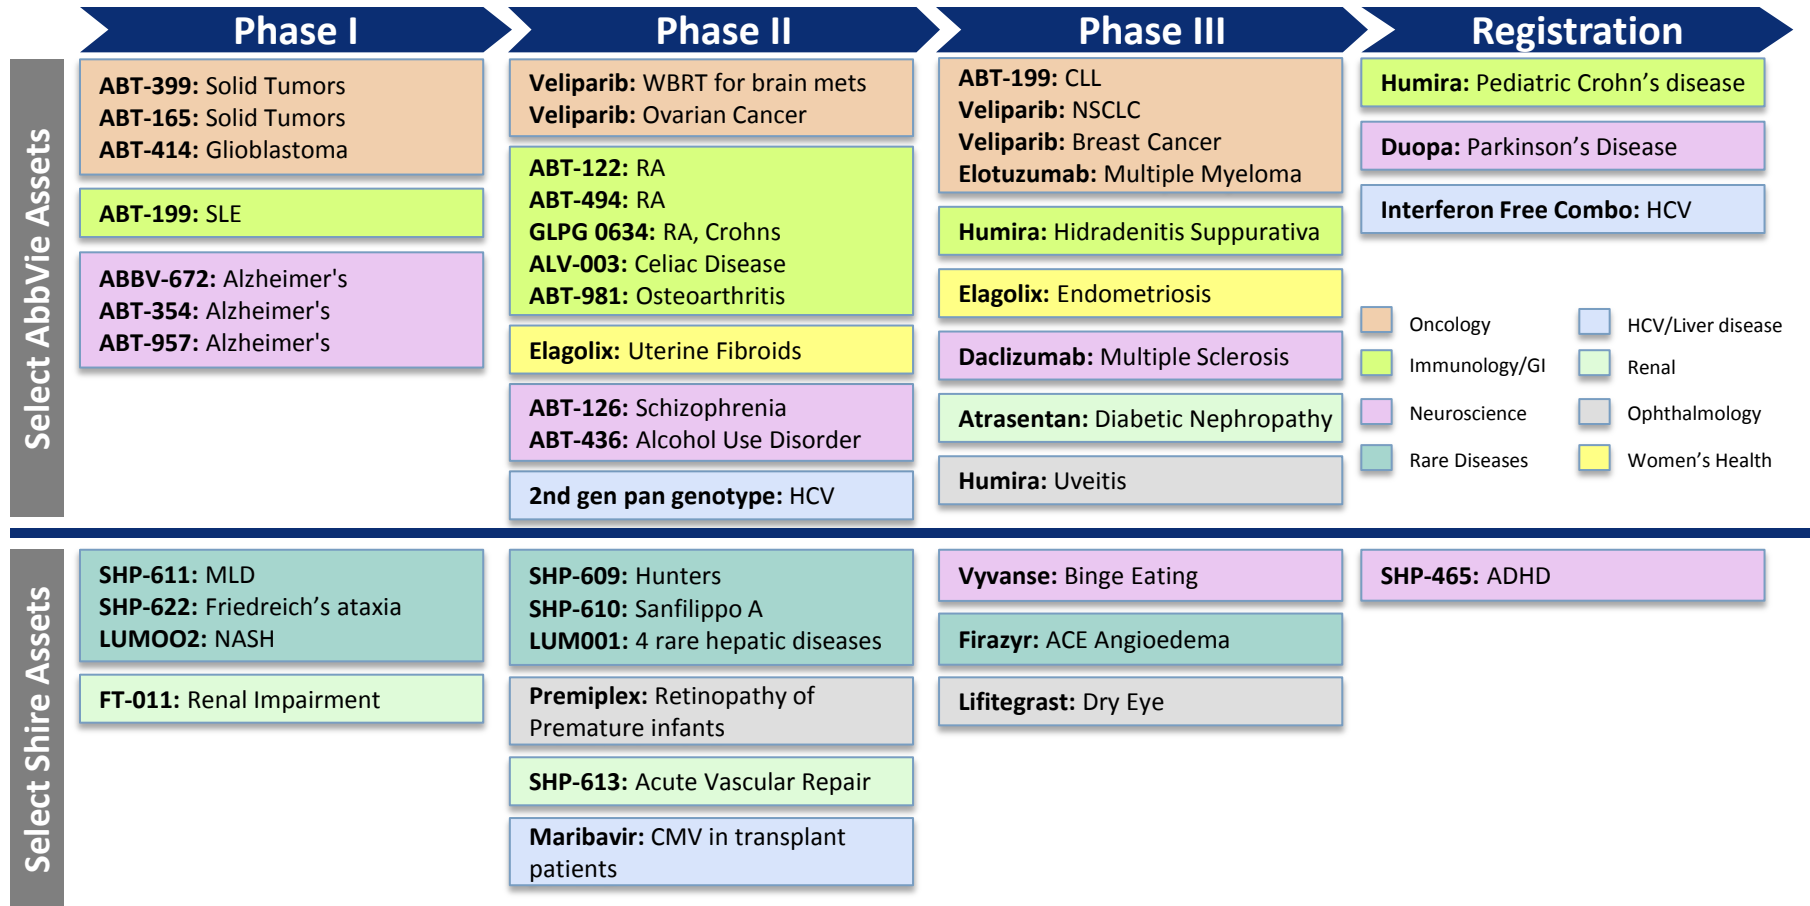 Phase I
Phase II
Phase III
Registration
Select AbbVie Assets
ABT-399: Solid Tumors
ABT-165: Solid Tumors
ABT-414: Glioblastoma
ABT-199: SLE
ABBV-672: Alzheimer's
ABT-354: Alzheimer's
ABT-957: Alzheimer's
Veliparib: WBRT for brain mets
Veliparib: Ovarian Cancer
ABT-122: RA
ABT-494: RA
GLPG 0634: RA, Crohns
ALV-003: Celiac Disease
ABT-981: Osteoarthritis
Elagolix: Uterine Fibroids
ABT-126: Schizophrenia
ABT-436: Alcohol Use Disorder
2nd gen pan genotype: HCV
ABT-199: CLL
Veliparib: NSCLC
Veliparib: Breast Cancer
Elotuzumab: Multiple Myeloma
Humira: Hidradenitis Suppurativa
Elagolix: Endometriosis
Daclizumab: Multiple Sclerosis
Atrasentan: Diabetic Nephropathy
Humira: Uveitis
Humira: Pediatric Crohn’s disease
Duopa: Parkinson’s Disease
Interferon Free Combo: HCV
Oncology
HCV/Liver disease
Immunology/GI
Renal
Neuroscience
Ophthalmology
Rare Diseases
Women’s Health
Select Shire Assets
SHP-611: MLD
SHP-622: Friedreich’s ataxia
LUMOO2: NASH
FT-011: Renal Impairment
SHP-609: Hunters
SHP-610: Sanfilippo A
LUM001: 4 rare hepatic diseases
Premiplex: Retinopathy of
Premature infants
SHP-613: Acute Vascular Repair
Maribavir: CMV in transplant
patients
Vyvanse: Binge Eating
Firazyr: ACE Angioedema
Lifitegrast: Dry Eye
SHP-465: ADHD